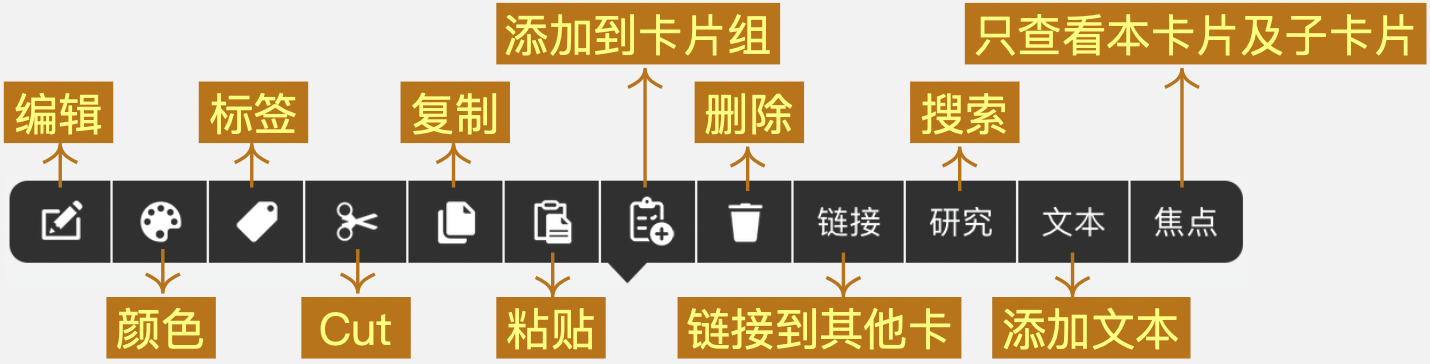 添加到卡片组
只查看本卡片及子卡片
编辑
标签
复制
删除
搜索
链接
研究
文本
焦点
颜色
Cut
粘贴
链接到其他卡
添加文本